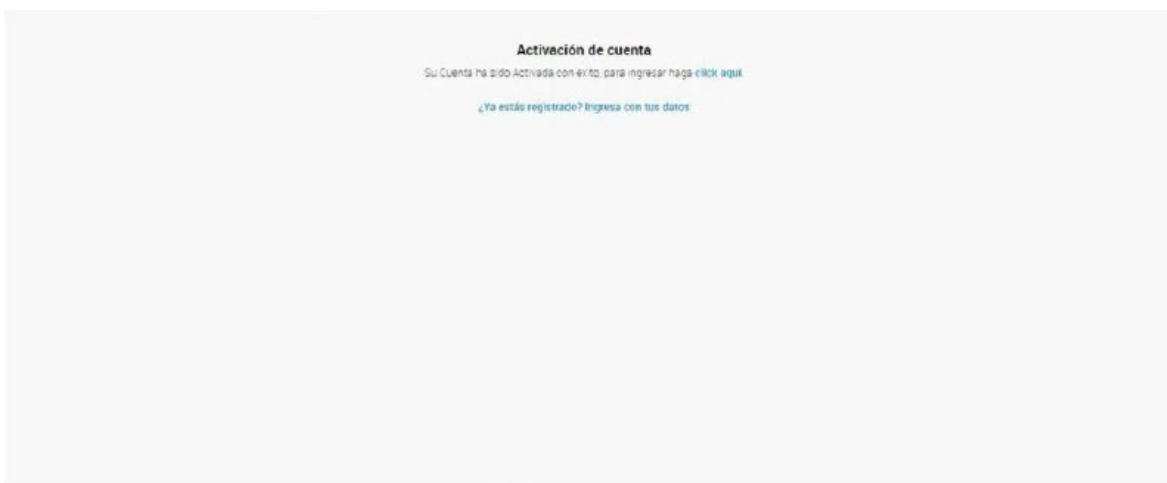 Activación de cuenta
Su Cuenta ha sido Activada con éxito, para ingresar haga click aquí.
¿Ya estás registrado? Ingresa con tus datos